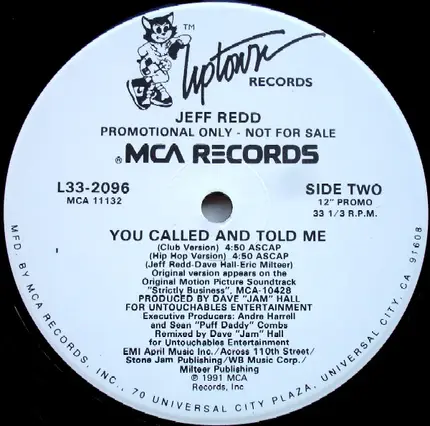 ™
Uptown
RECORDS
JEFF REDD
PROMOTIONAL ONLY - NOT FOR SALE
® MCA RECORDS
L33-2096
MCA 11132
SIDE TWO
12" PROMO
33 1/3 R.P.M.
YOU CALLED AND TOLD ME
(Club Version) 4:50 ASCAP
(Hip Hop Version) 4:50 ASCAP
(Jeff Redd-Dave Hall-Eric Milteer)
Original version appears on the
Original Motion Picture Soundtrack
"Strictly Business", MCA-10428
PRODUCED BY DAVE "JAM" HALL
FOR UNTOUCHABLES ENTERTAINMENT
Executive Producers: Andre Harrell
and Sean "Puff Daddy" Combs
Remixed by Dave "Jam" Hall
for Untouchables Entertainment
EMI April Music Inc./Across 110th Street/
Stone Jam Publishing/WB Music Corp./
Milteer Publishing
℗ 1991 MCA
Records, Inc
MFD. BY MCA RECORDS, INC., 70 UNIVERSAL CITY PLAZA, UNIVERSAL CITY, CA 91608